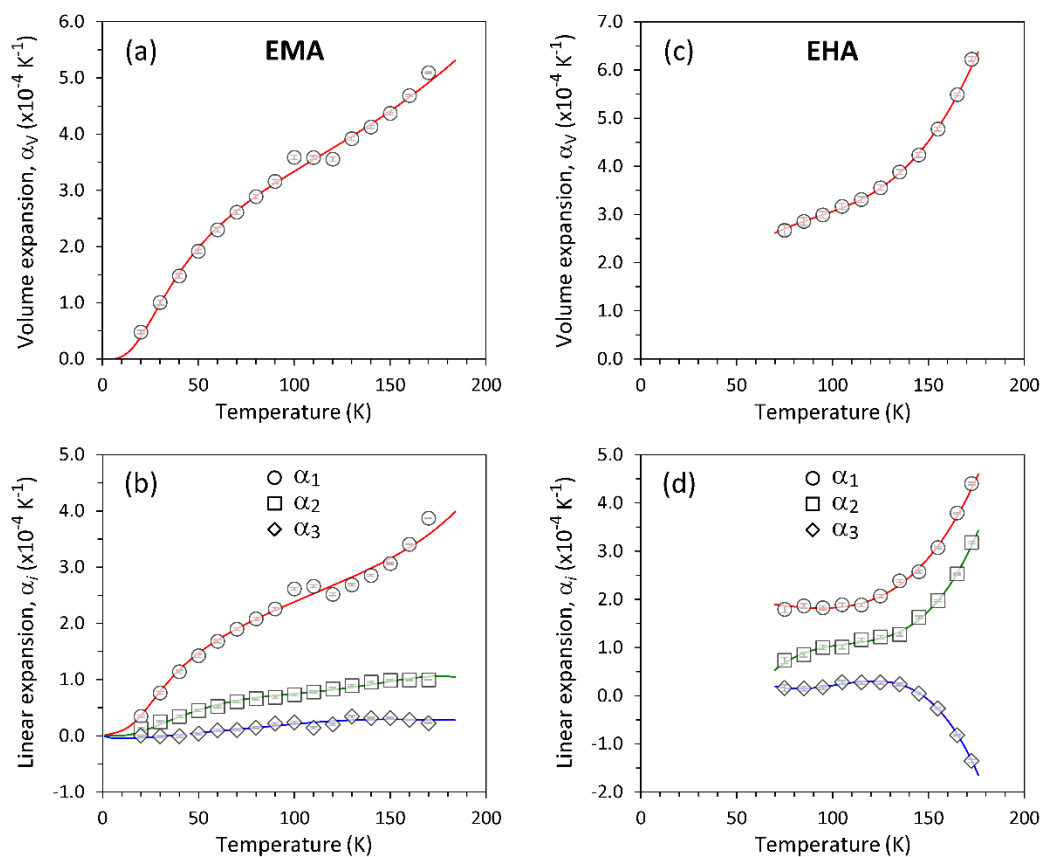 (a) EMA
Volume expansion, αV (x10-4 K-1)
6.0
5.0
4.0
3.0
2.0
1.0
0.0
0 50 100 150 200
Temperature (K)
(c) EHA
Volume expansion, αV (x10-4 K-1)
7.0
6.0
5.0
4.0
3.0
2.0
1.0
0.0
0 50 100 150 200
Temperature (K)
(b)
α1
α2
α3
Linear expansion, αi (x10-4 K-1)
5.0
4.0
3.0
2.0
1.0
0.0
-1.0
0 50 100 150 200
Temperature (K)
(d)
α1
α2
α3
Linear expansion, αi (x10-4 K-1)
5.0
4.0
3.0
2.0
1.0
0.0
-1.0
-2.0
0 50 100 150 200
Temperature (K)